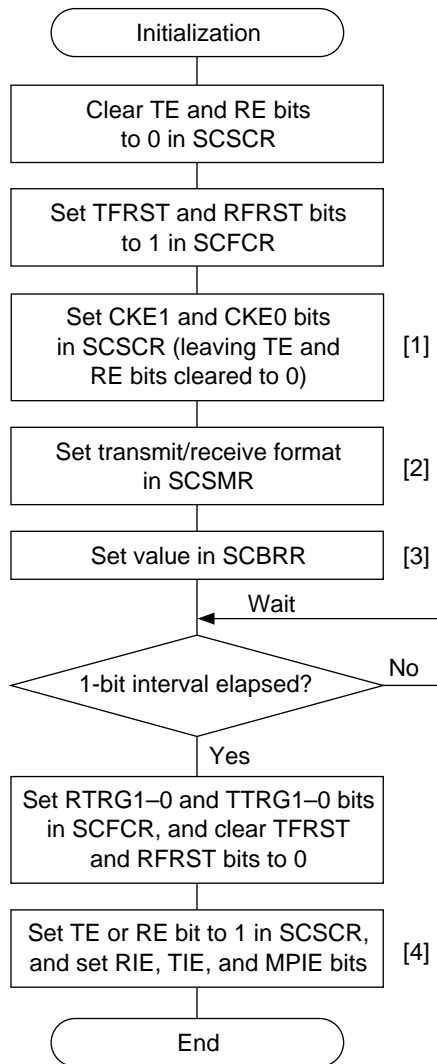 Initialization
Clear TE and RE bits
to 0 in SCSCR
Set TFRST and RFRST bits
to 1 in SCFCR
Set CKE1 and CKE0 bits
in SCSCR (leaving TE and
RE bits cleared to 0)
[1]
Set transmit/receive format
in SCSMR
[2]
Set value in SCBRR
[3]
Wait
1-bit interval elapsed?
No
Yes
Set RTRG1–0 and TTRG1–0 bits
in SCFCR, and clear TFRST
and RFRST bits to 0
Set TE or RE bit to 1 in SCSCR,
and set RIE, TIE, and MPIE bits
[4]
End